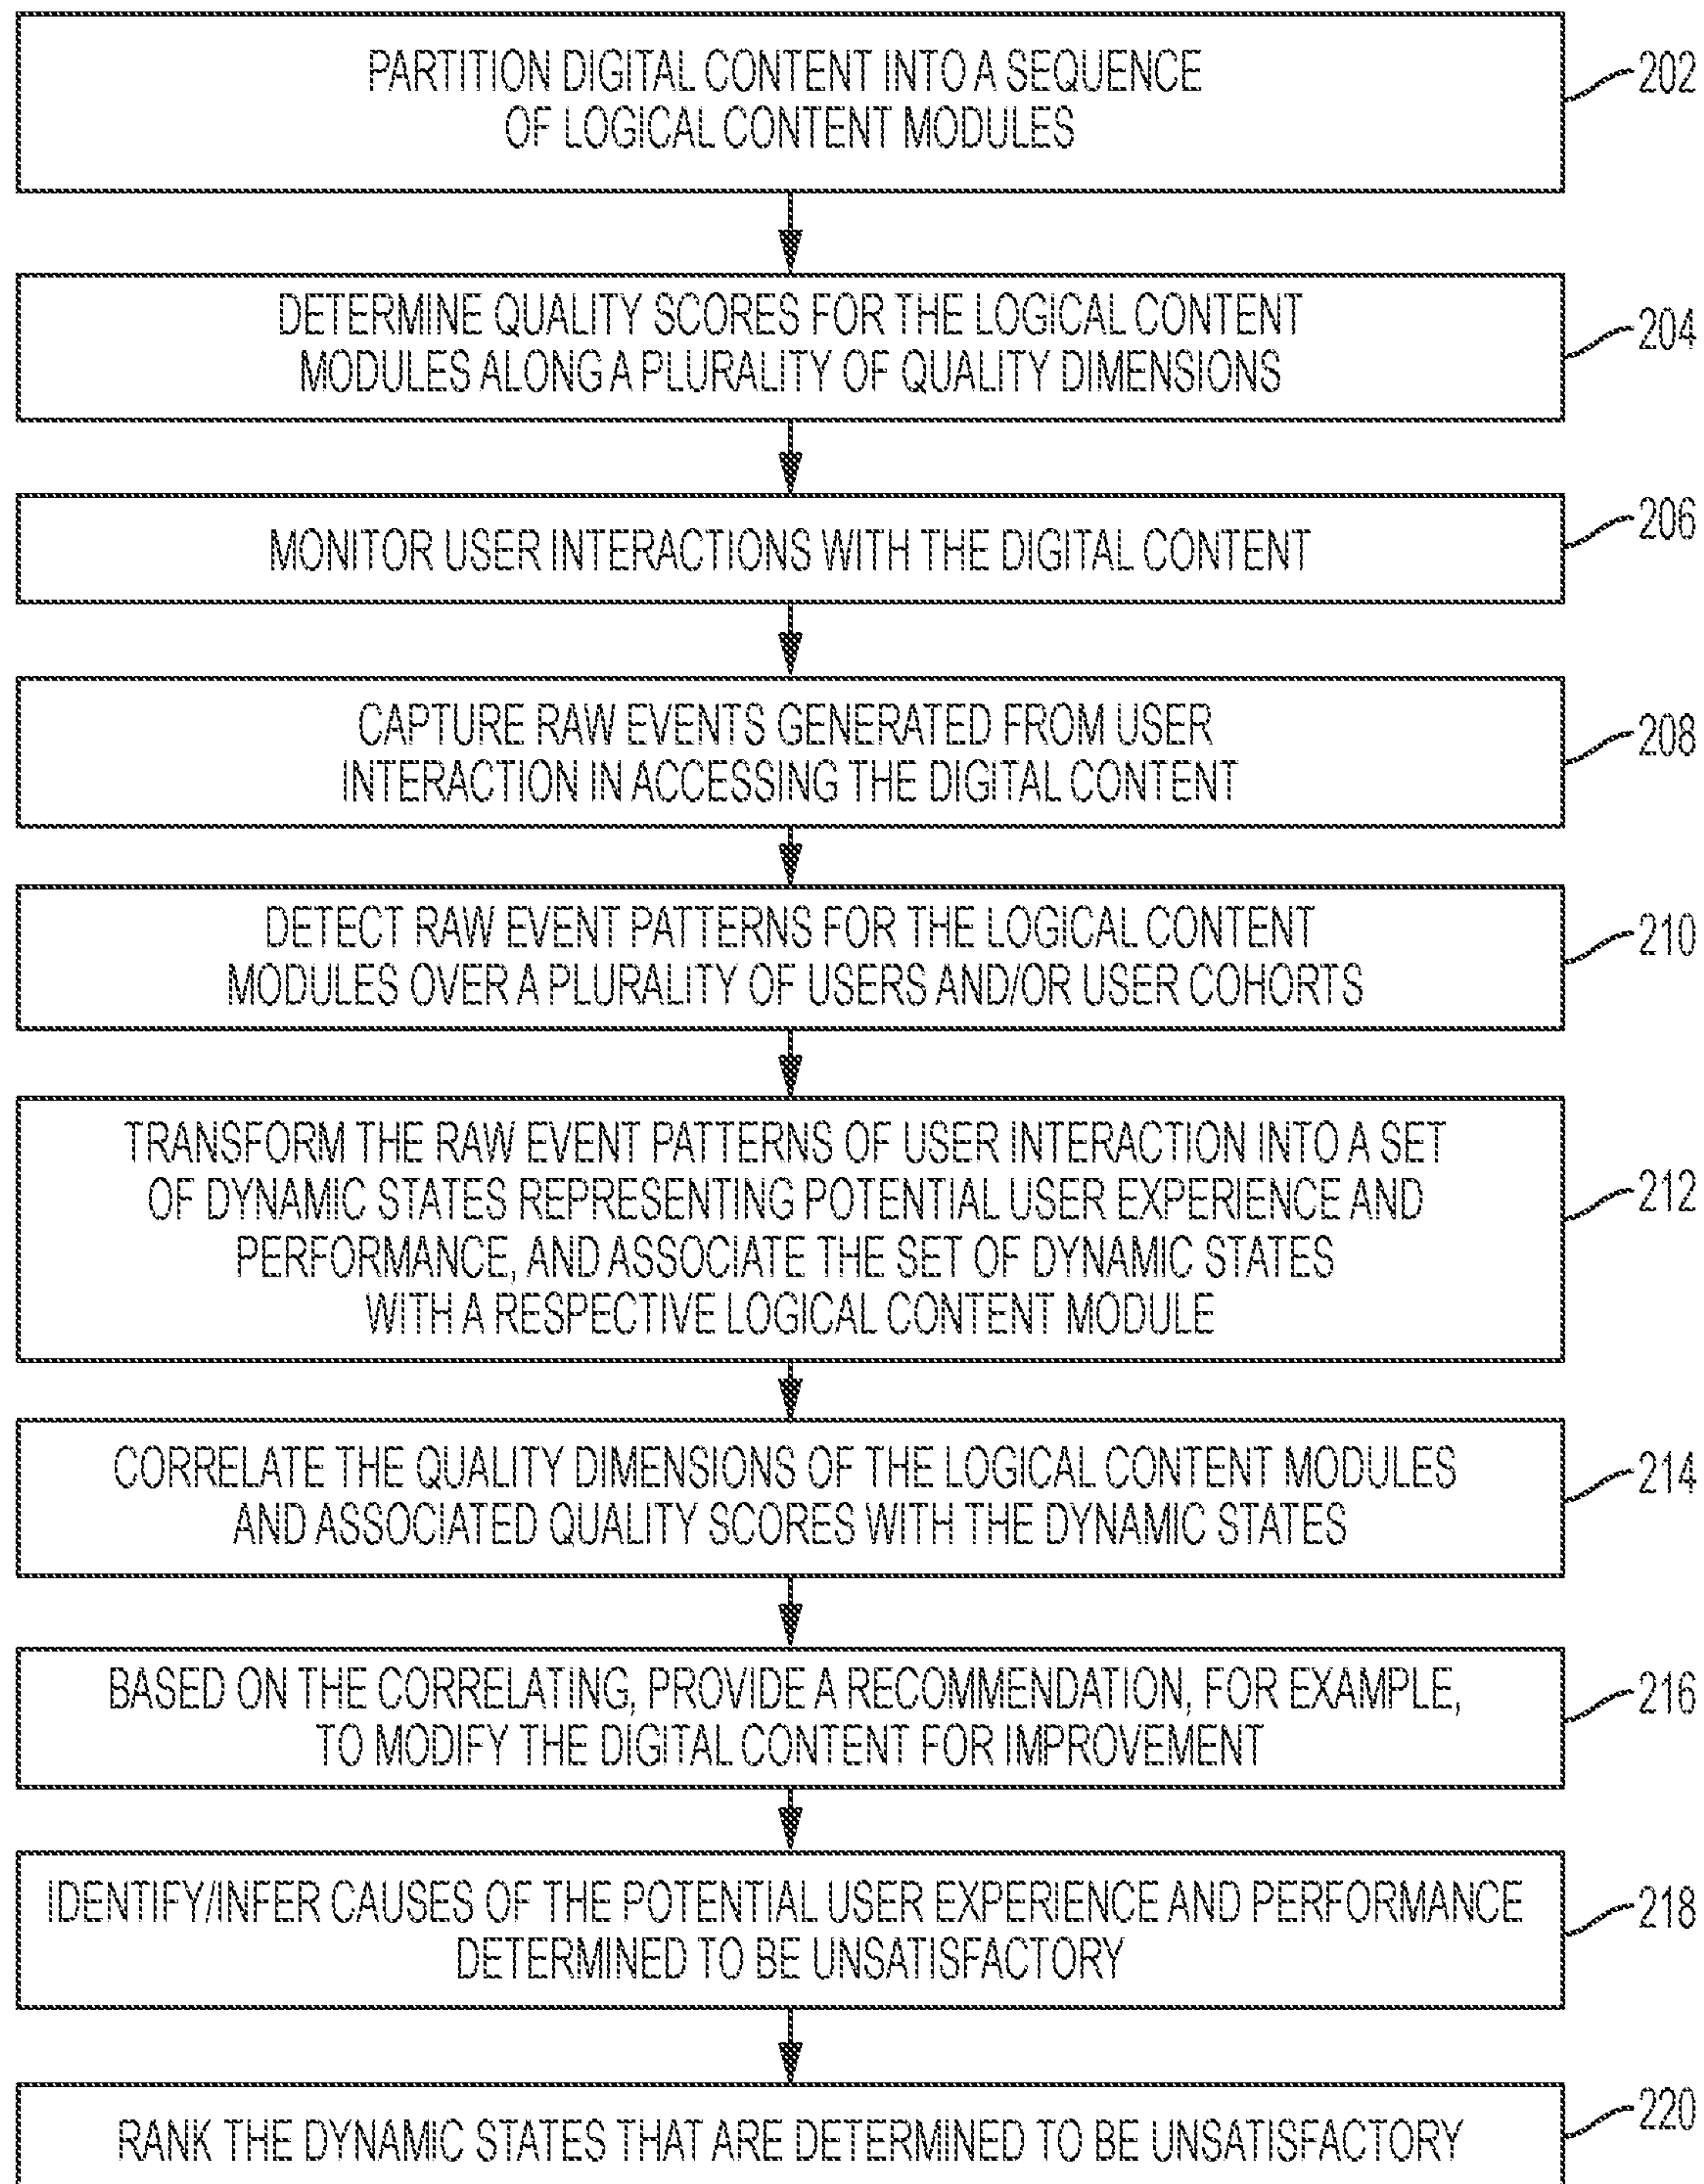 PARTITION DIGITAL CONTENT INTO A SEQUENCE
OF LOGICAL CONTENT MODULES
202
DETERMINE QUALITY SCORES FOR THE LOGICAL CONTENT
MODULES ALONG A PLURALITY OF QUALITY DIMENSIONS
204
MONITOR USER INTERACTIONS WITH THE DIGITAL CONTENT
206
CAPTURE RAW EVENTS GENERATED FROM USER
INTERACTION IN ACCESSING THE DIGITAL CONTENT
208
DETECT RAW EVENT PATTERNS FOR THE LOGICAL CONTENT
MODULES OVER A PLURALITY OF USERS AND/OR USER COHORTS
210
TRANSFORM THE RAW EVENT PATTERNS OF USER INTERACTION INTO A SET
OF DYNAMIC STATES REPRESENTING POTENTIAL USER EXPERIENCE AND
PERFORMANCE, AND ASSOCIATE THE SET OF DYNAMIC STATES
WITH A RESPECTIVE LOGICAL CONTENT MODULE
212
CORRELATE THE QUALITY DIMENSIONS OF THE LOGICAL CONTENT MODULES
AND ASSOCIATED QUALITY SCORES WITH THE DYNAMIC STATES
214
BASED ON THE CORRELATING, PROVIDE A RECOMMENDATION, FOR EXAMPLE,
TO MODIFY THE DIGITAL CONTENT FOR IMPROVEMENT
216
IDENTIFY/INFER CAUSES OF THE POTENTIAL USER EXPERIENCE AND PERFORMANCE
DETERMINED TO BE UNSATISFACTORY
218
RANK THE DYNAMIC STATES THAT ARE DETERMINED TO BE UNSATISFACTORY
220